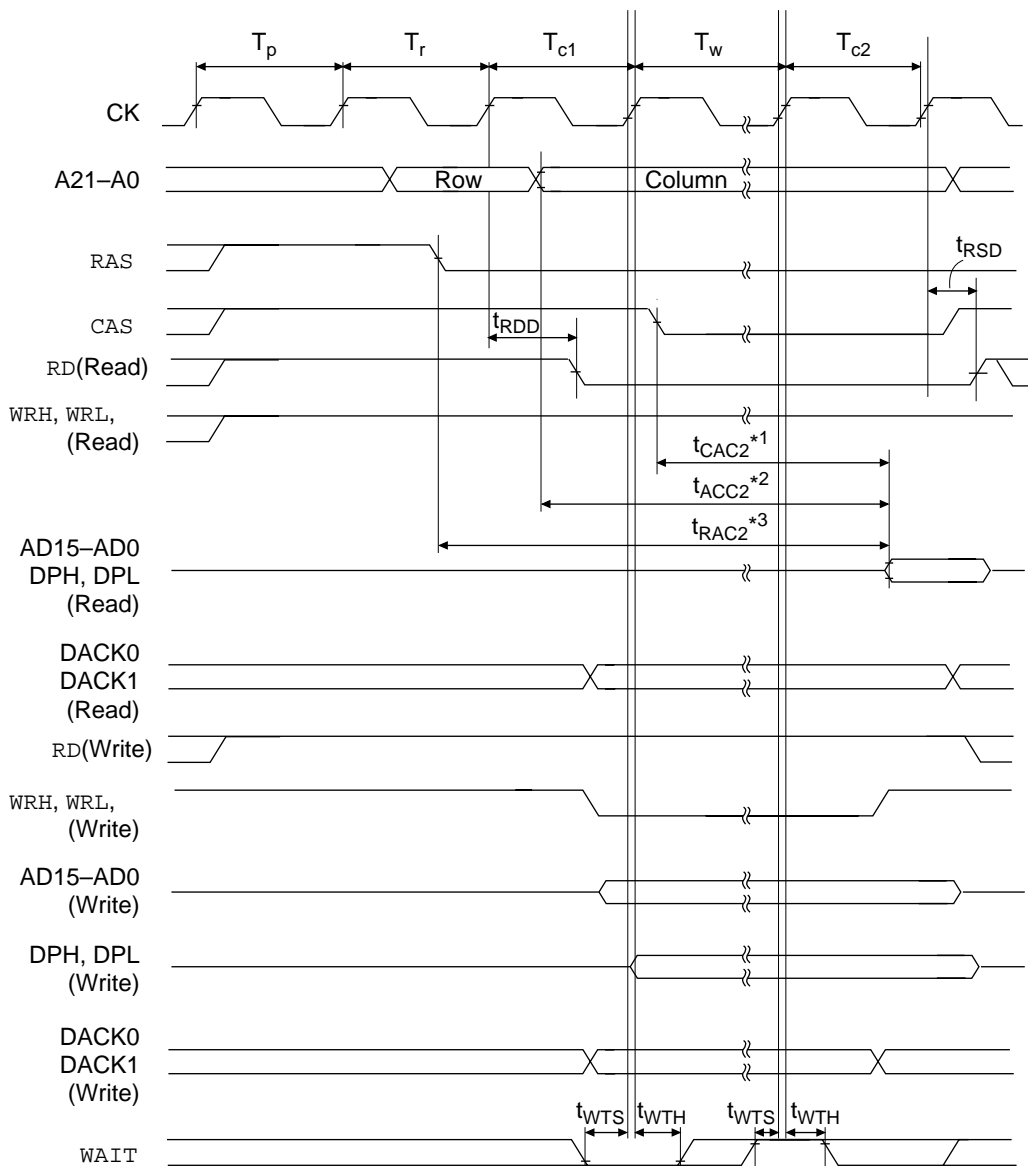 Tp Tr Tc1 Tw Tc2
CK
A21–A0 Row Column
RAS
tRSD
CAS
tRDD
RD(Read)
WRH, WRL,
(Read)
tCAC2*1
tACC2*2
tRAC2*3
AD15–AD0
DPH, DPL
(Read)
DACK0
DACK1
(Read)
RD(Write)
WRH, WRL,
(Write)
AD15–AD0
(Write)
DPH, DPL
(Write)
DACK0
DACK1
(Write)
tWTS tWTH tWTS tWTH
WAIT